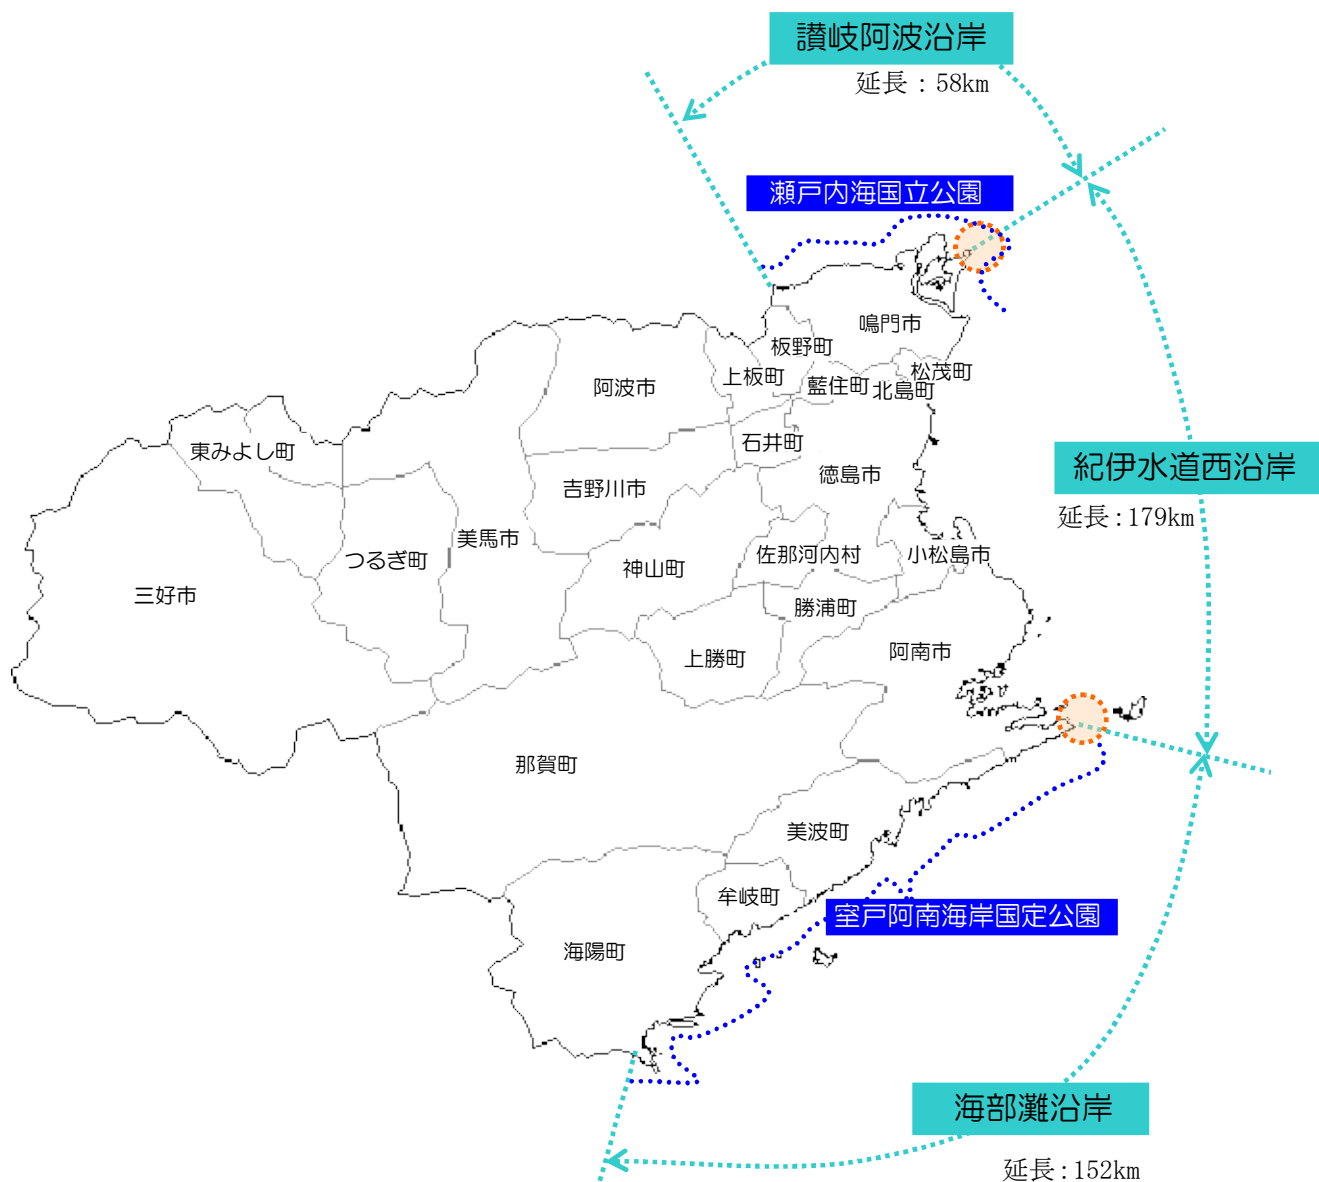 讃岐阿波沿岸
延長：58km
瀬戸内海国立公園
鳴門市
板野町
松茂町
上板町
藍住町
北島町
阿波市
石井町
東みよし町
紀伊水道西沿岸
延長：179km
徳島市
吉野川市
美馬市
つるぎ町
佐那河内村
小松島市
神山町
三好市
勝浦町
阿南市
上勝町
那賀町
美波町
牟岐町
室戸阿南海岸国定公園
海陽町
海部灘沿岸
延長：152km